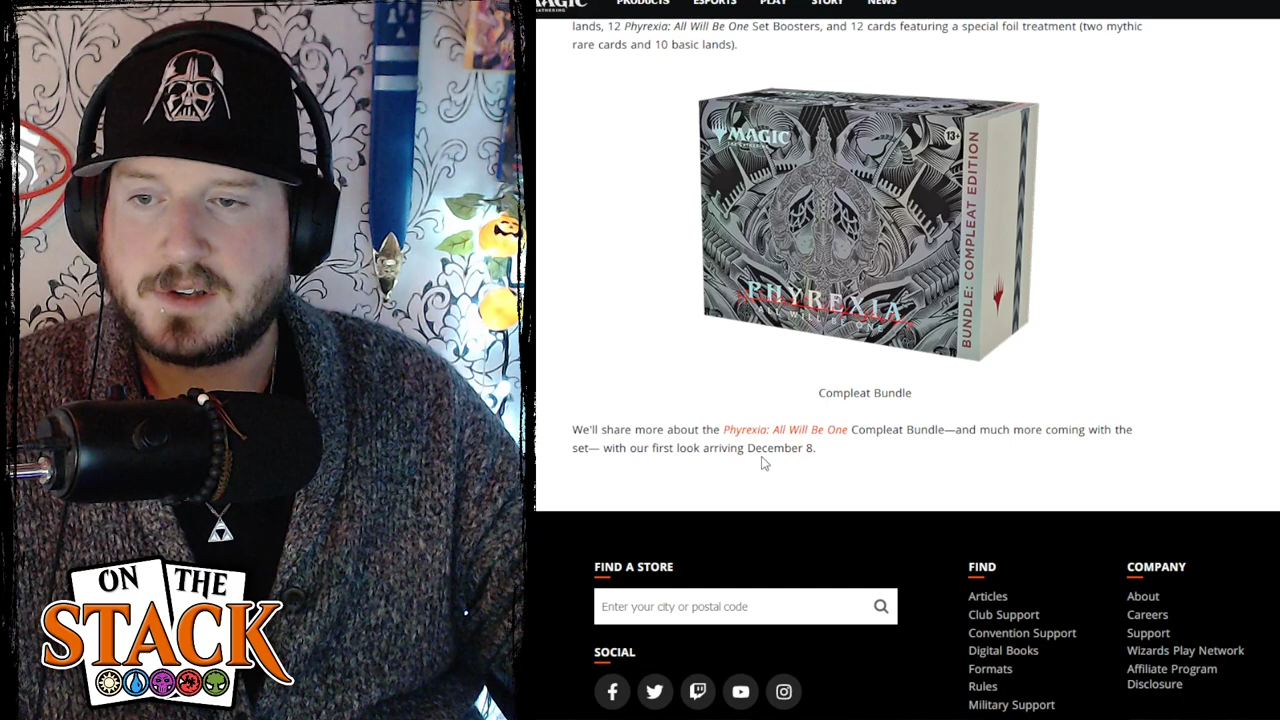 PRODUCTS ESPORTS PLAY STORY NEWS
lands, 12 Phyrexia: All Will Be One Set Boosters, and 12 cards featuring a special foil treatment (two mythic
rare cards and 10 basic lands).
MAGIC
13+
PHYREXIA
ALL WILL BE ONE
BUNDLE: COMPLEAT EDITION
Compleat Bundle
We'll share more about the Phyrexia: All Will Be One Compleat Bundle—and much more coming with the
set— with our first look arriving December 8.
FIND A STORE
Enter your city or postal code
SOCIAL
FIND
Articles
Club Support
Convention Support
Digital Books
Formats
Rules
Military Support
COMPANY
About
Careers
Support
Wizards Play Network
Affiliate Program
Disclosure
ON THE
STACK